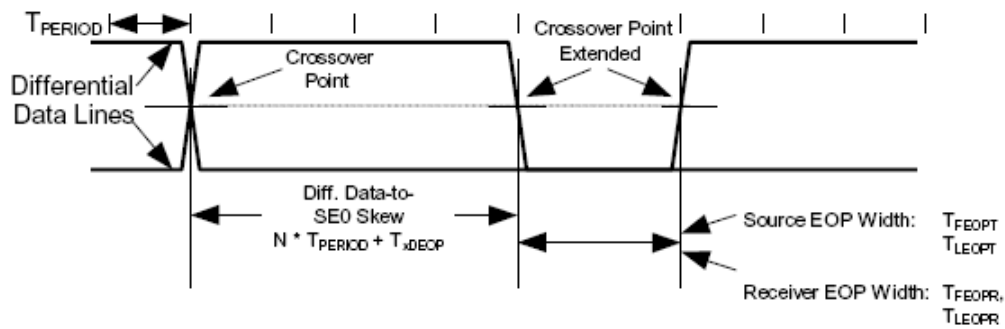 TPERIOD
Crossover
Point
Crossover Point
Extended
Differential
Data Lines
Diff. Data-to-
SE0 Skew
N * TPERIOD + TxDEOP
Source EOP Width: TFEOPT
TLEOPT
Receiver EOP Width: TFEOPR,
TLEOPR